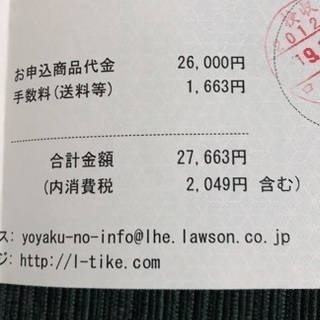 お申込商品代金 26,000円
手数料(送料等) 1,663円
合計金額 27,663円
(内消費税 2,049円 含む)
ス: yoyaku-no-info@lhe.lawson.co.jp
ジ: http://l-tike.com